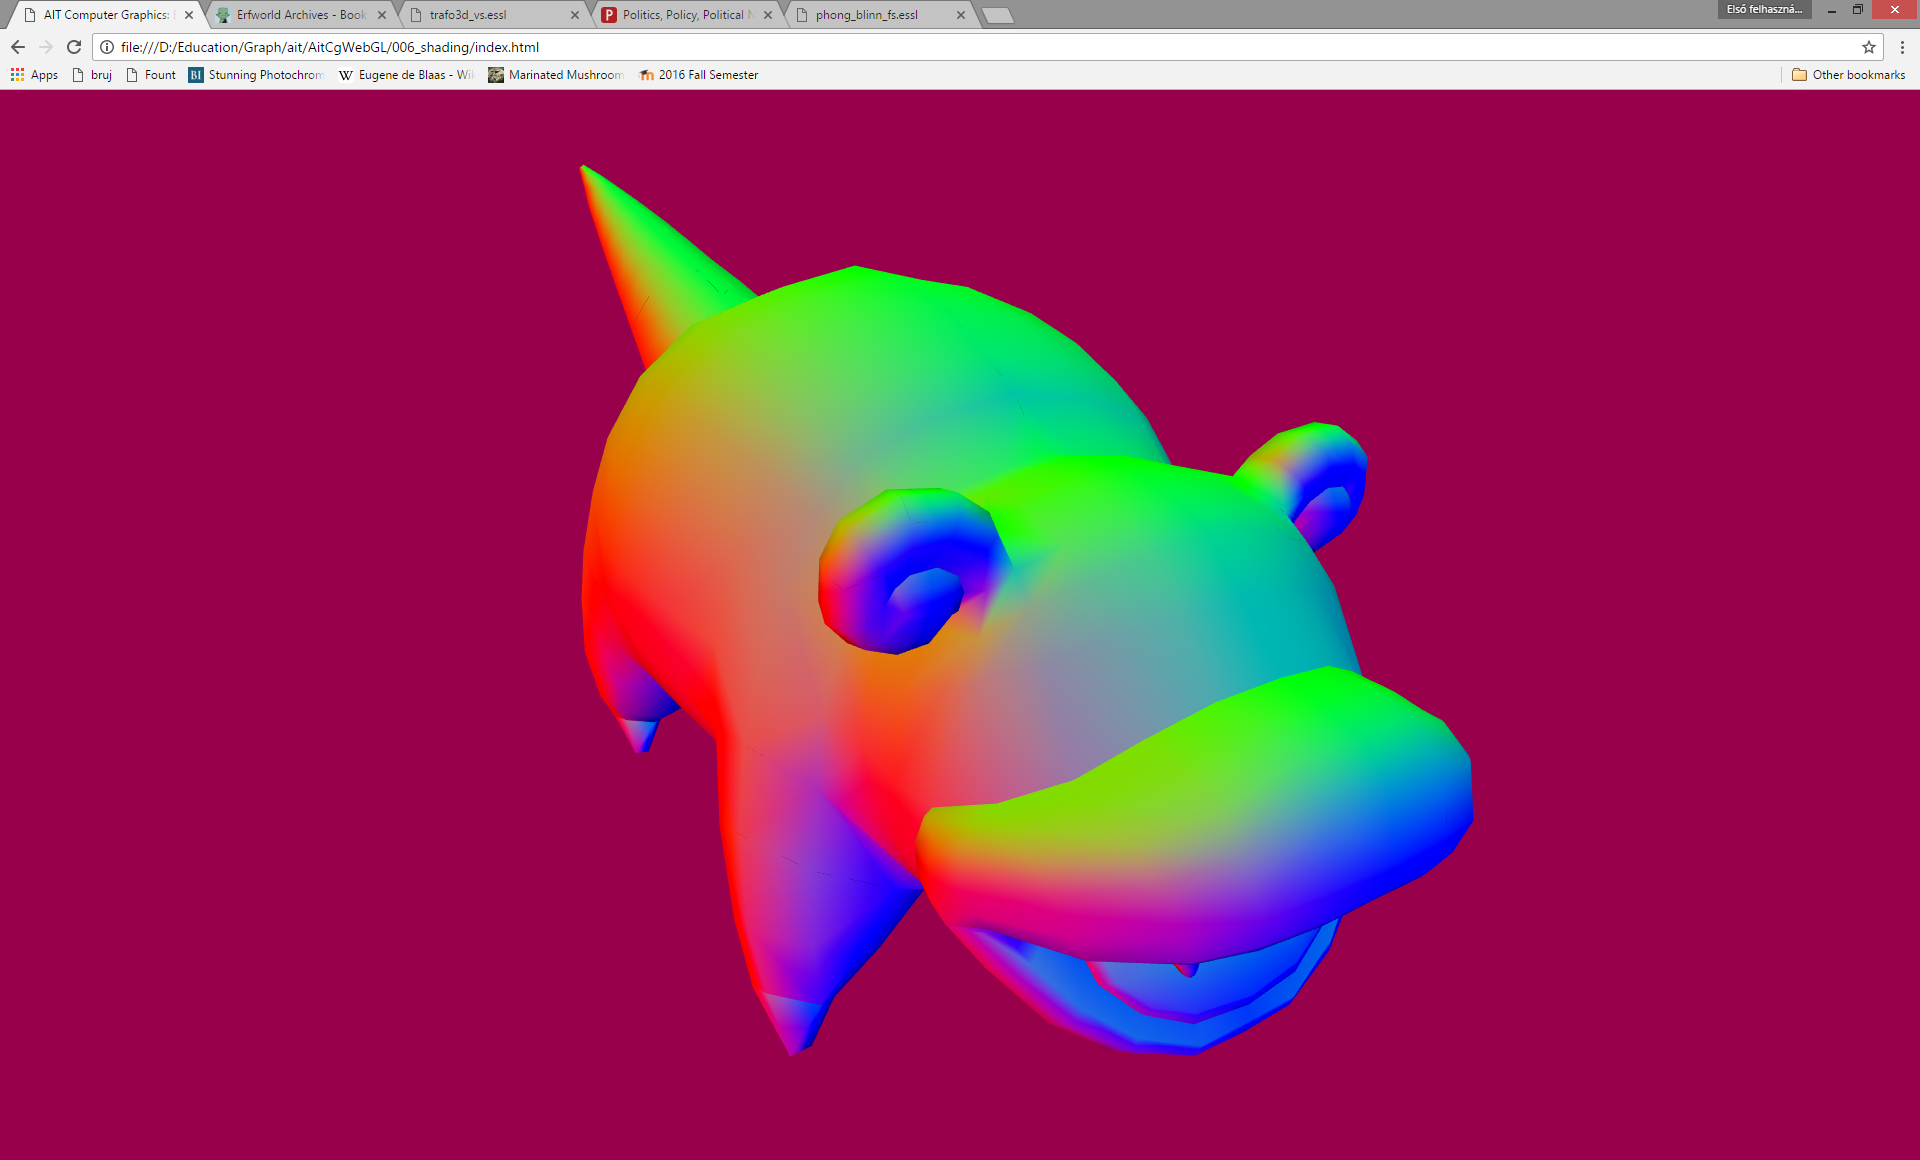 AIT Computer Graphics: Erfworld Archives - Book trafo3d_vs.essl Politics, Policy, Political phong_blinn_fs.essl Első felhaszná...
file:///D:/Education/Graph/ait/AitCgWebGL/006_shading/index.html
Apps bruj Fount BI Stunning Photochrom W Eugene de Blaas - Wi Marinated Mushroom 2016 Fall Semester Other bookmarks